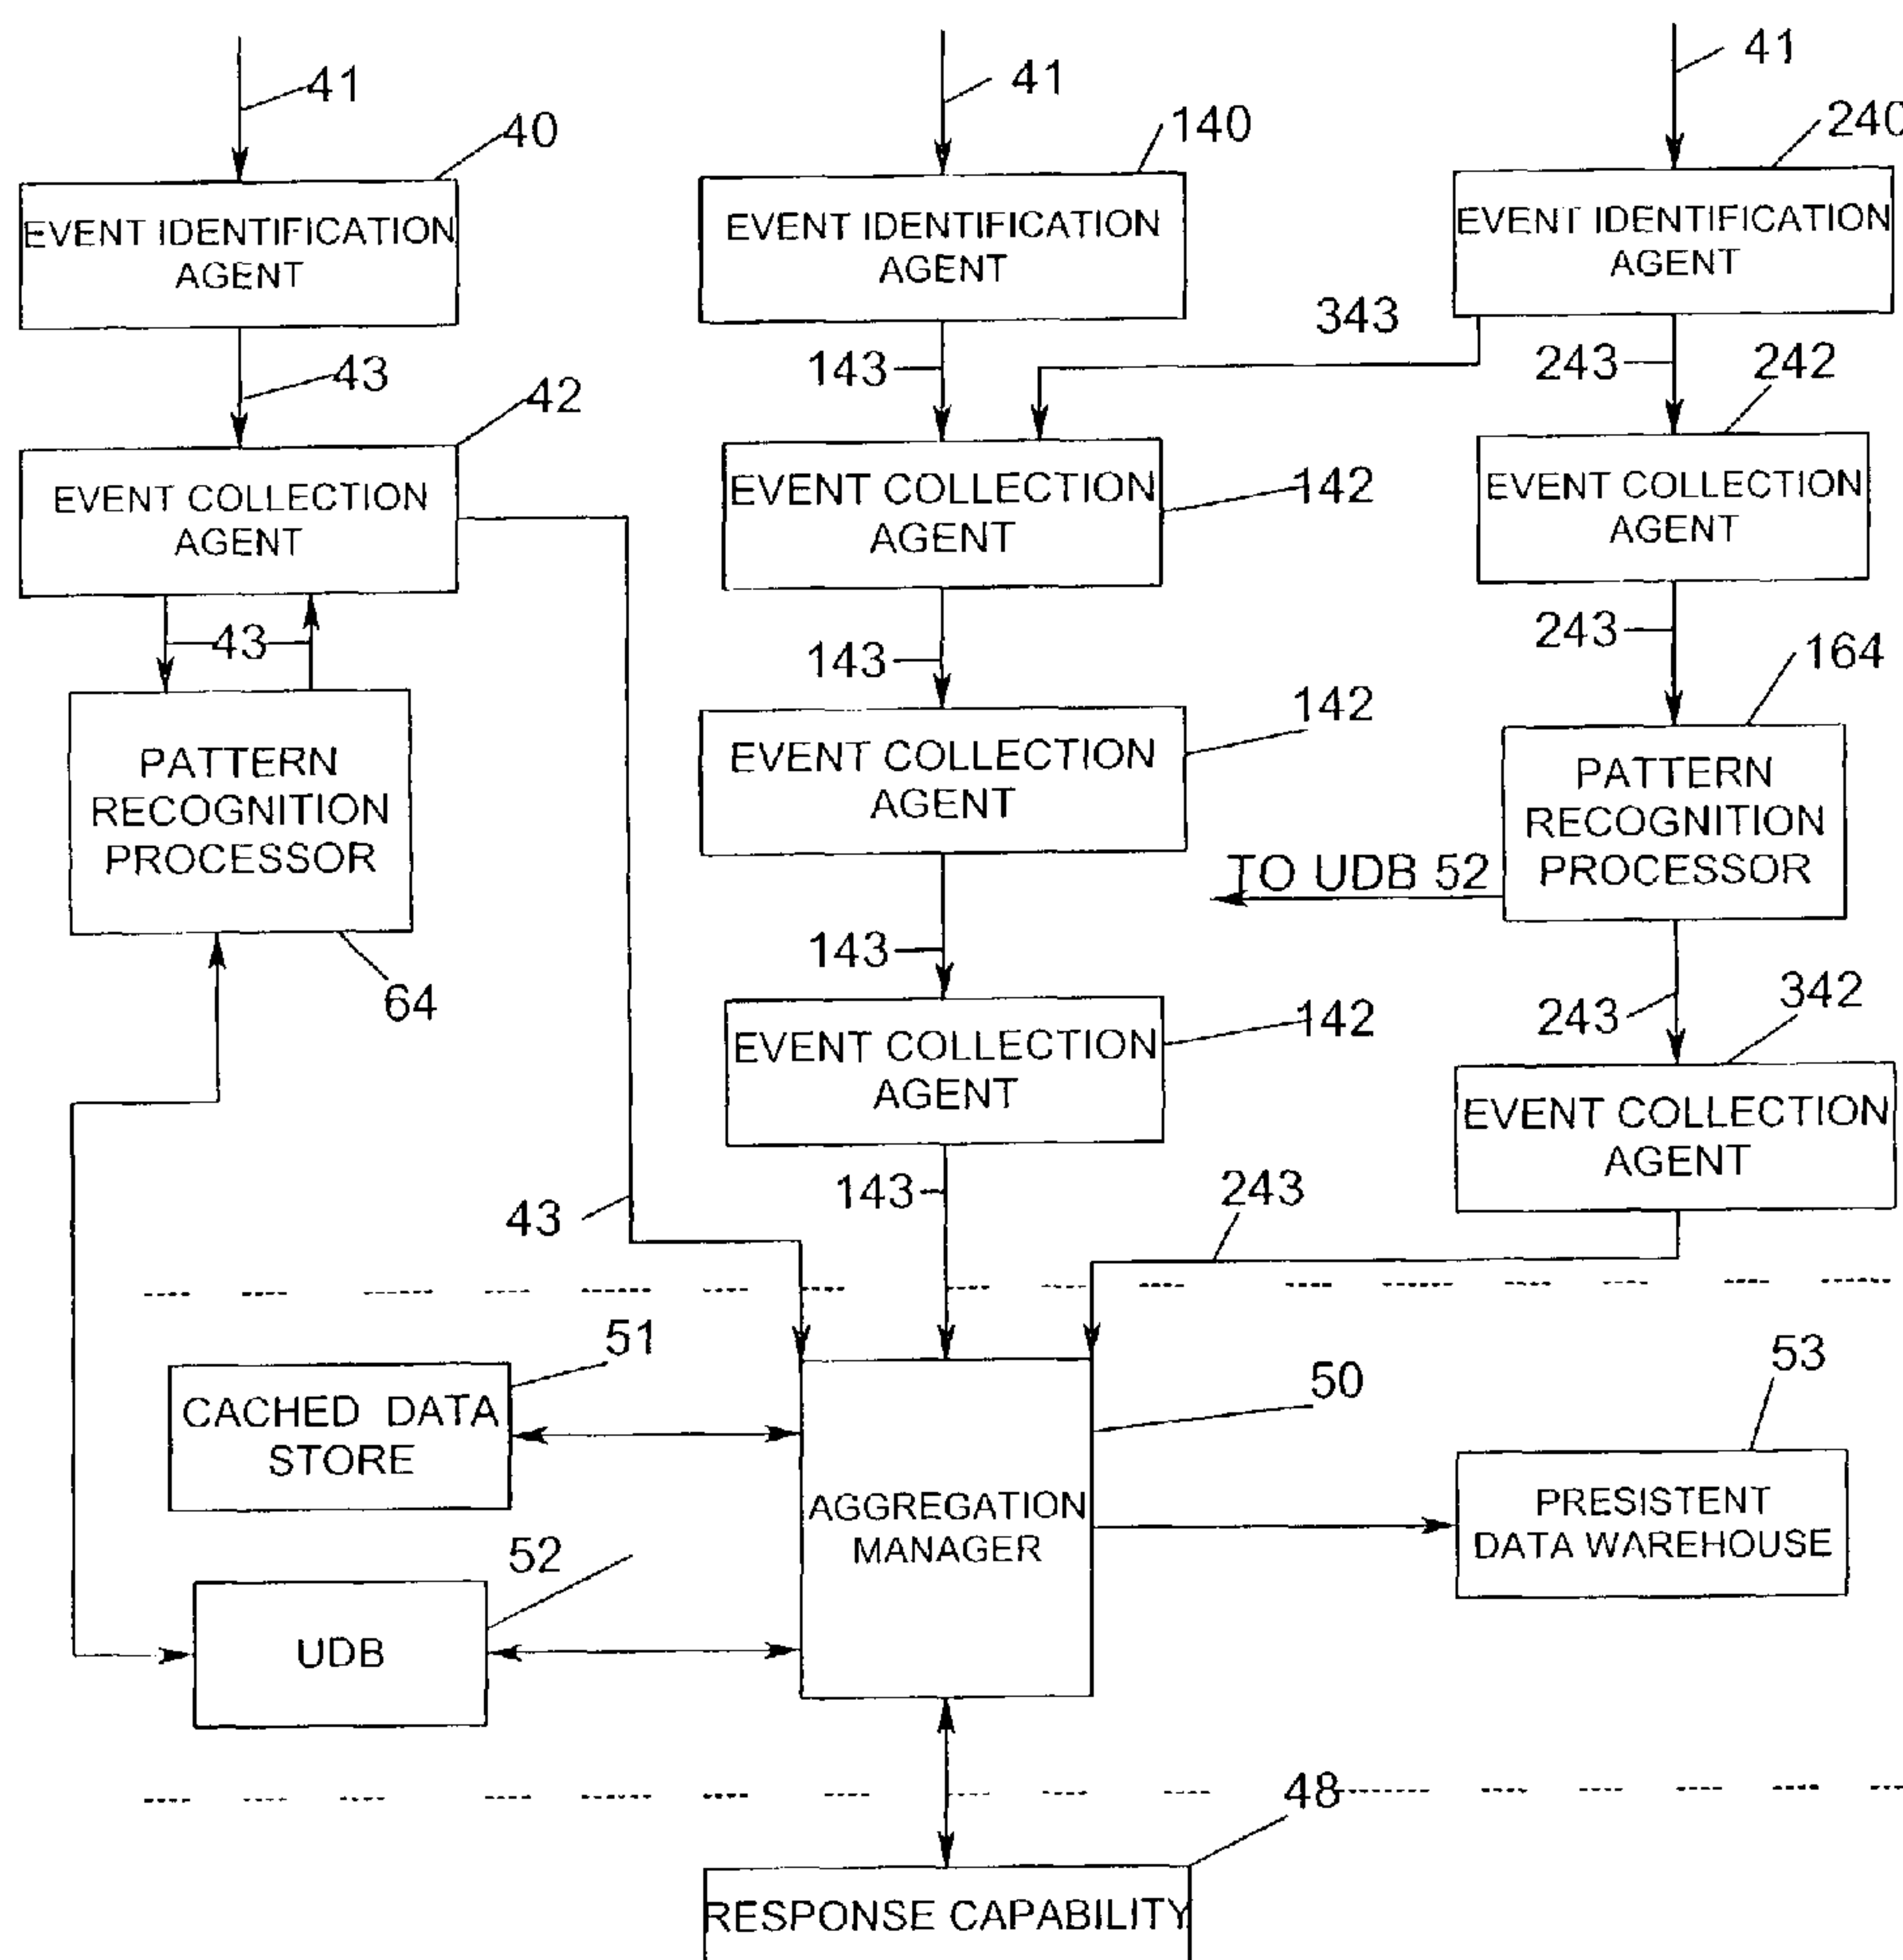 41
41
41
40
140
240
EVENT IDENTIFICATION
AGENT
EVENT IDENTIFICATION
AGENT
EVENT IDENTIFICATION
AGENT
343
43
143
243
42
242
EVENT COLLECTION
AGENT
EVENT COLLECTION
AGENT
142
EVENT COLLECTION
AGENT
43
143
243
164
PATTERN
RECOGNITION
PROCESSOR
EVENT COLLECTION
AGENT
142
PATTERN
RECOGNITION
PROCESSOR
TO UDB 52
64
143
243
342
EVENT COLLECTION
AGENT
142
EVENT COLLECTION
AGENT
43
143
243
51
CACHED DATA
STORE
50
53
AGGREGATION
MANAGER
PRESISTENT
DATA WAREHOUSE
52
UDB
48
RESPONSE CAPABILITY